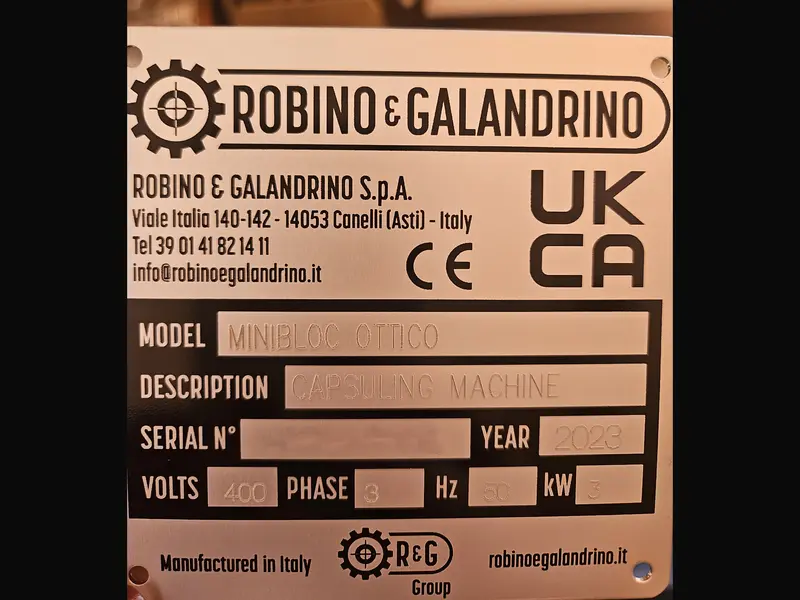 ROBINO & GALANDRINO
ROBINO & GALANDRINO S.p.A.
Viale Italia 140-142 - 14053 Canelli (Asti) - Italy
Tel 39 01 41 82 14 11
info@robinoegalandrino.it
CE
UK
CA
MODEL MINIBLOC OTTICO
DESCRIPTION CAPSULING MACHINE
SERIAL N° YEAR 2023
VOLTS 400 PHASE 3 Hz 50 kW 3
Manufactured in Italy
R&G
Group
robinoegalandrino.it